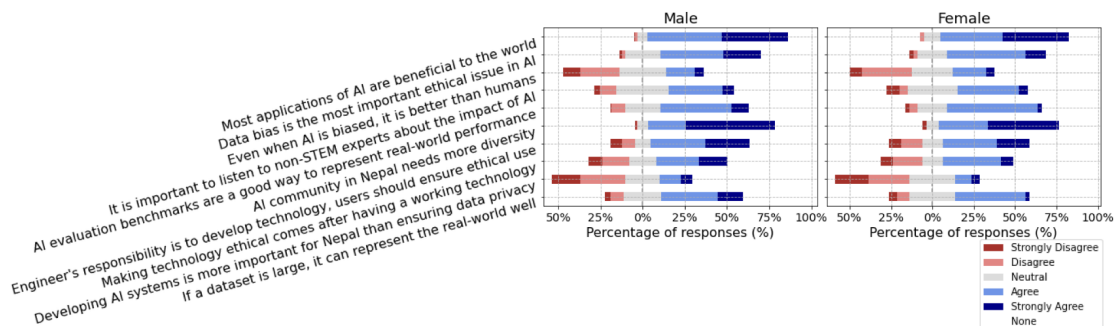 Male
Female
Most applications of AI are beneficial to the world
Data bias is the most important ethical issue in AI
Even when AI is biased, it is better than humans
It is important to listen to non-STEM experts about the impact of AI
AI evaluation benchmarks are a good way to represent real-world performance
AI community in Nepal needs more diversity
Engineer's responsibility is to develop technology, users should ensure ethical use
Making technology ethical comes after having a working technology
Developing AI systems is more important for Nepal than ensuring data privacy
If a dataset is large, it can represent the real-world well
50% 25% 0% 25% 50% 75% 100%
50% 25% 0% 25% 50% 75% 100%
Percentage of responses (%)
Percentage of responses (%)
Strongly Disagree
Disagree
Neutral
Agree
Strongly Agree
None